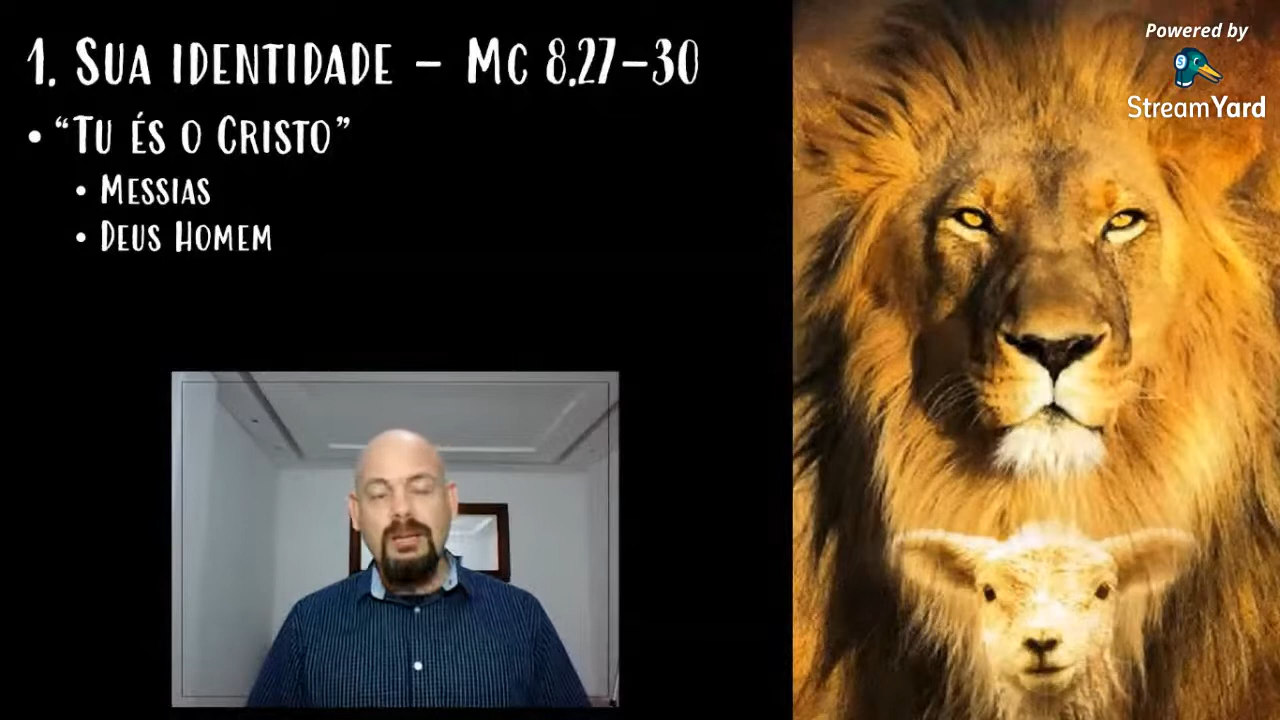 1. Sua identidade – Mc 8.27–30
• “Tu és o Cristo”
• Messias
• Deus Homem
Powered by
StreamYard